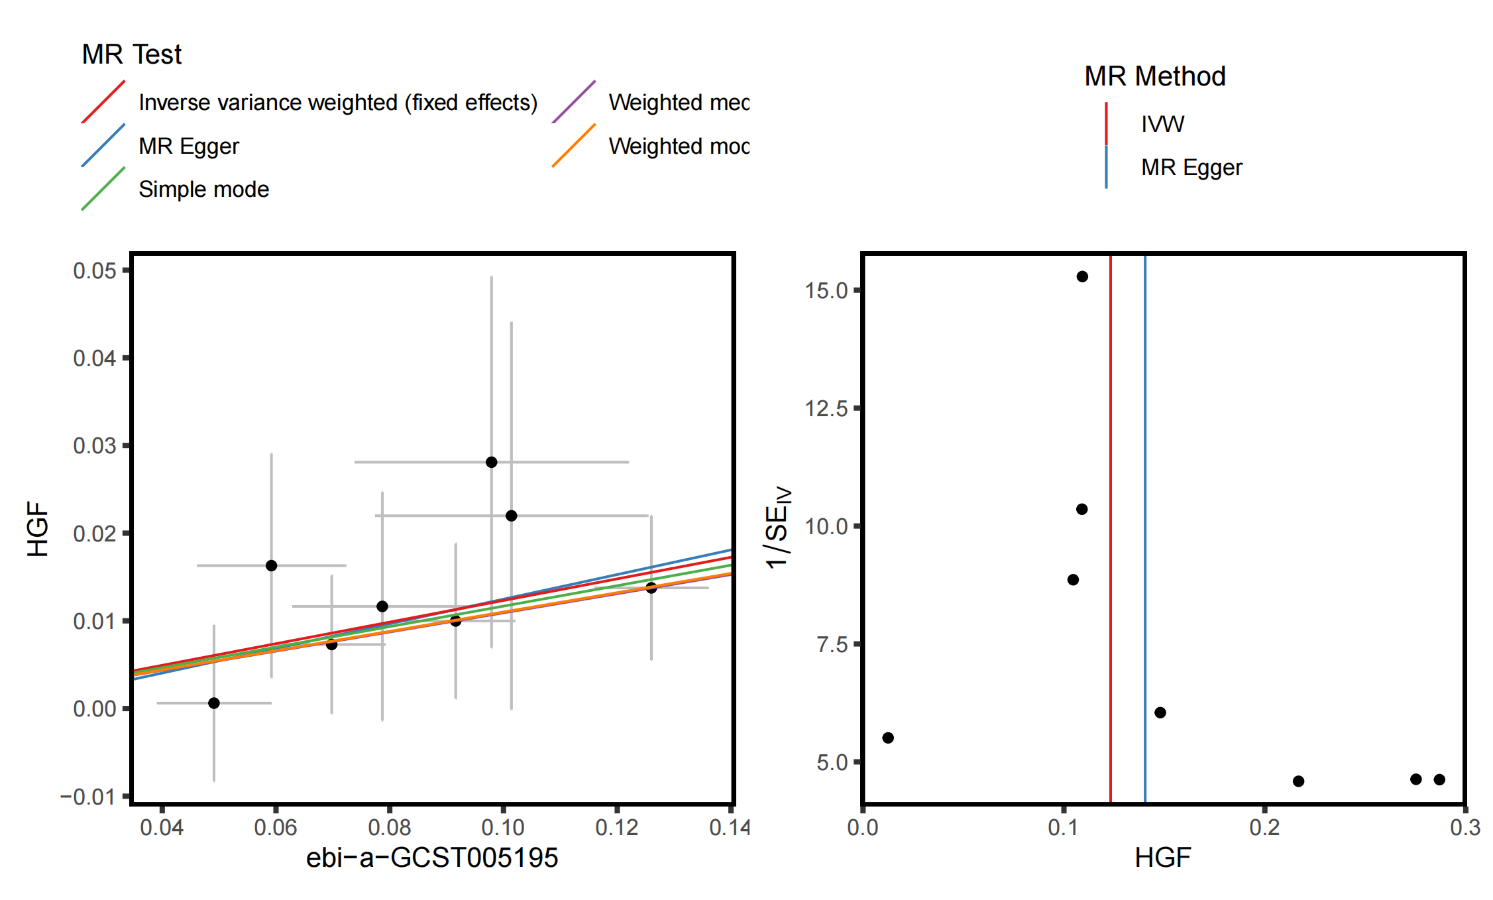 MR Test
Inverse variance weighted (fixed effects)
MR Egger
Simple mode
Weighted
Weighted
HGF
0.05
0.04
0.03
0.02
0.01
0.00
−0.01
0.04
0.06
0.08
0.10
0.12
0.14
ebi−a−GCST005195
MR Method
IVW
MR Egger
1/SEIV
15.0
12.5
10.0
7.5
5.0
0.0
0.1
0.2
0.3
HGF